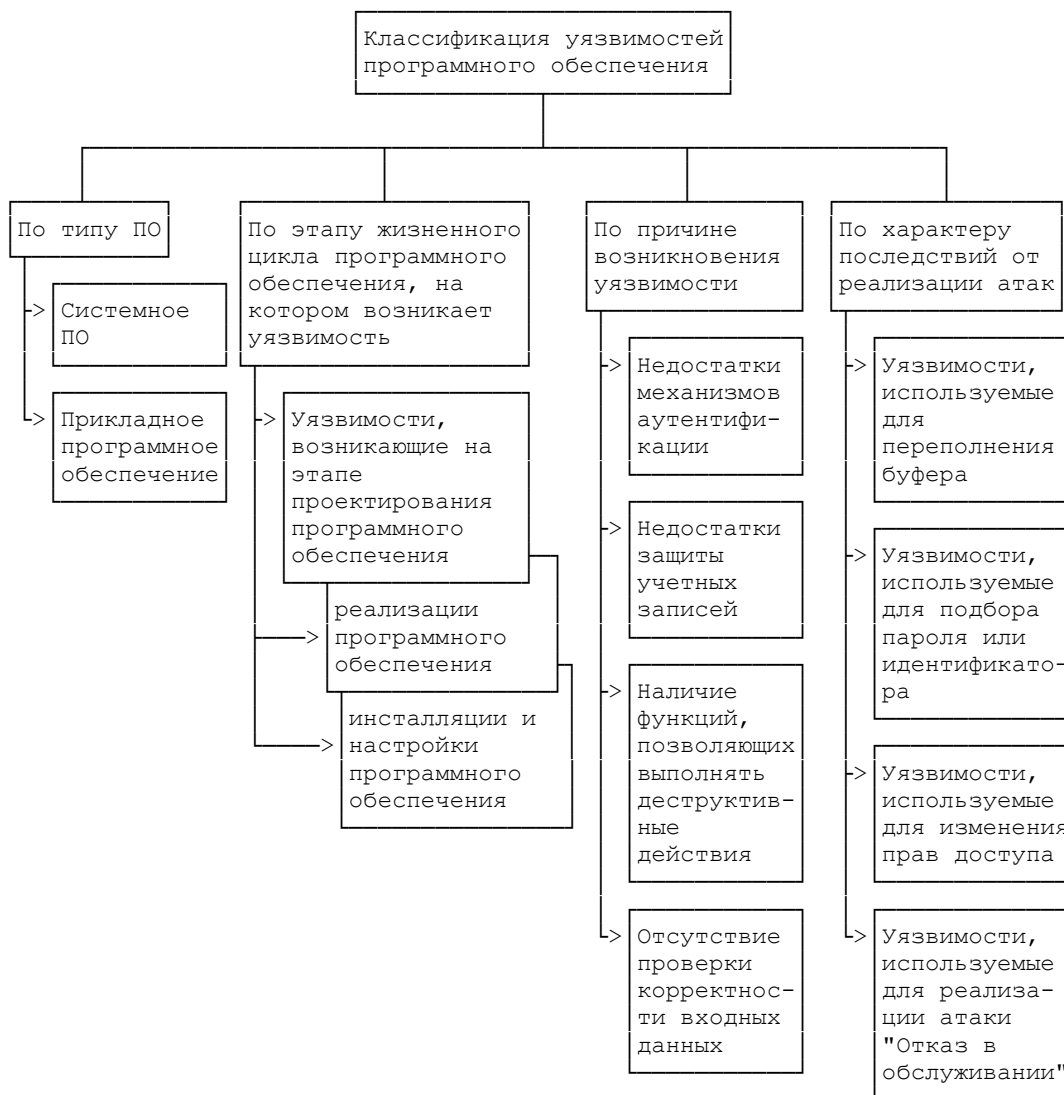 Классификация уязвимостей
программного обеспечения
По типу ПО
Системное
ПО
Прикладное
программное
обеспечение
По этапу жизненного
цикла программного
обеспечения, на
котором возникает
уязвимость
Уязвимости,
возникающие на
этапе
проектирования
программного
обеспечения
реализации
программного
обеспечения
инсталляции и
настройки
программного
обеспечения
По причине
возникновения
уязвимости
Недостатки
механизмов
аутентифи-
кации
Недостатки
защиты
учетных
записей
Наличие
функций,
позволяющих
выполнять
деструктив-
ные
действия
Отсутствие
проверки
корректнос-
ти входных
данных
По характеру
последствий от
реализации атак
Уязвимости,
используемые
для
переполнения
буфера
Уязвимости,
используемые
для подбора
пароля или
идентификато-
ра
Уязвимости,
используемые
для изменения
прав доступа
Уязвимости,
используемые
для реализа-
ции атаки
"Отказ в
обслуживании"